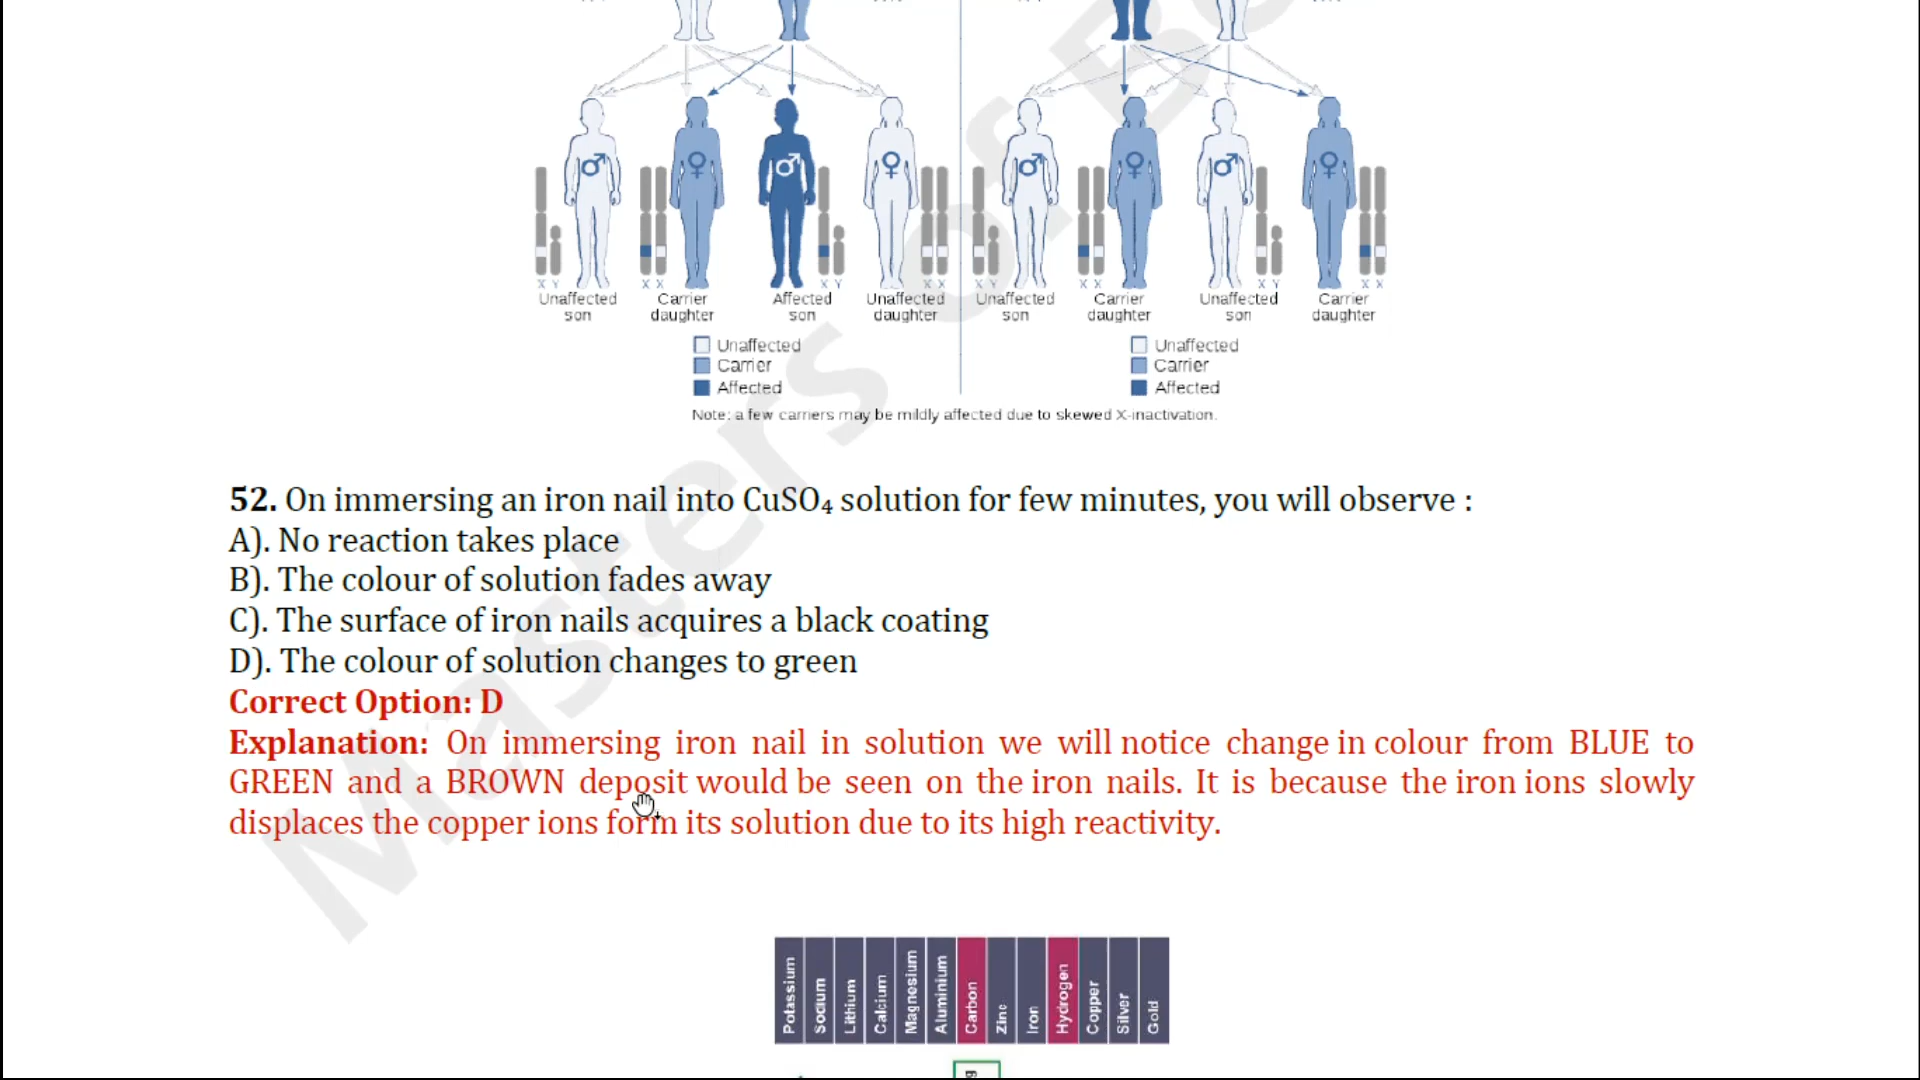 X Y
X X
X Y
X X
X Y
X X
X Y
X X
Unaffected son
Carrier daughter
Affected son
Unaffected daughter
Unaffected son
Carrier daughter
Unaffected son
Carrier daughter
Unaffected
Carrier
Affected
Unaffected
Carrier
Affected
Note: a few carriers may be mildly affected due to skewed X-inactivation.
52. On immersing an iron nail into CuSO₄ solution for few minutes, you will observe :
A). No reaction takes place
B). The colour of solution fades away
C). The surface of iron nails acquires a black coating
D). The colour of solution changes to green
Correct Option: D
Explanation: On immersing iron nail in solution we will notice change in colour from BLUE to
GREEN and a BROWN deposit would be seen on the iron nails. It is because the iron ions slowly
displaces the copper ions form its solution due to its high reactivity.
Potassium
Sodium
Lithium
Calcium
Magnesium
Aluminium
Carbon
Zinc
Iron
Hydrogen
Copper
Silver
Gold
Masters of